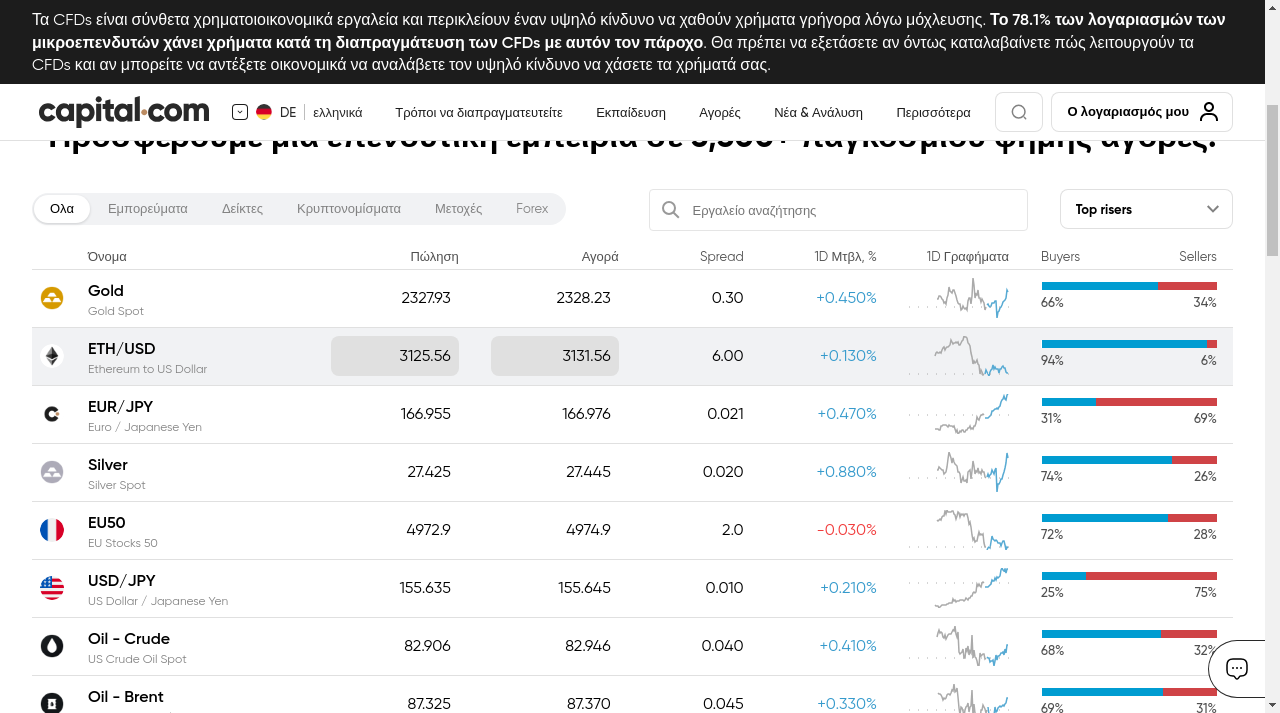 Τα CFDs είναι σύνθετα χρηματοοικονομικά εργαλεία και περικλείουν έναν υψηλό κίνδυνο να χαθούν χρήματα γρήγορα λόγω μόχλευσης. Το 78.1% των λογαριασμών των
μικροεπενδυτών χάνει χρήματα κατά τη διαπραγμάτευση των CFDs με αυτόν τον πάροχο. Θα πρέπει να εξετάσετε αν όντως καταλαβαίνετε πώς λειτουργούν τα
CFDs και αν μπορείτε να αντέξετε οικονομικά να αναλάβετε τον υψηλό κίνδυνο να χάσετε τα χρήματά σας.
capital.com DE ελληνικά Τρόποι να διαπραγματευτείτε Εκπαίδευση Αγορές Νέα & Ανάλυση Περισσότερα Ο λογαριασμός μου
Προσφέρουμε μια επενδυτική εμπειρία σε 3,300+ παγκοσμίου φήμης αγορές.
Ολα Εμπορεύματα Δείκτες Κρυπτονομίσματα Μετοχές Forex Εργαλείο αναζήτησης Top risers
Όνομα Πώληση Αγορά Spread 1D Μτβλ, % 1D Γραφήματα Buyers Sellers
Gold 2327.93 2328.23 0.30 +0.450%
Gold Spot 66% 34%
ETH/USD 3125.56 3131.56 6.00 +0.130%
Ethereum to US Dollar 94% 6%
EUR/JPY 166.955 166.976 0.021 +0.470%
Euro / Japanese Yen 31% 69%
Silver 27.425 27.445 0.020 +0.880%
Silver Spot 74% 26%
EU50 4972.9 4974.9 2.0 -0.030%
EU Stocks 50 72% 28%
USD/JPY 155.635 155.645 0.010 +0.210%
US Dollar / Japanese Yen 25% 75%
Oil - Crude 82.906 82.946 0.040 +0.410%
US Crude Oil Spot 68% 32%
Oil - Brent 87.325 87.370 0.045 +0.330%
69% 31%